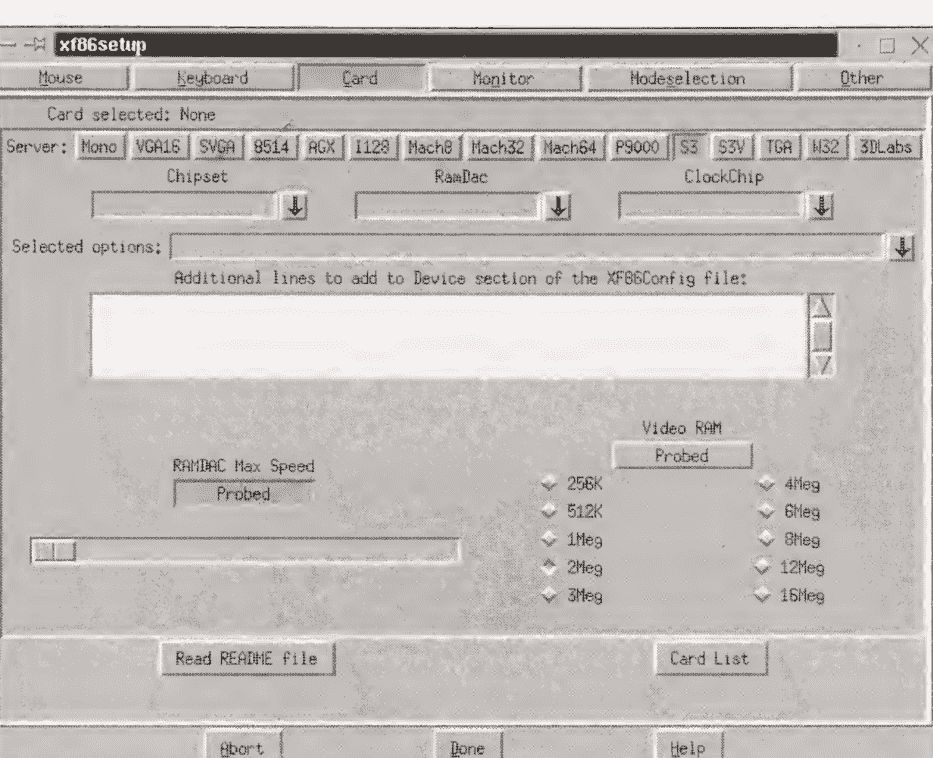 xf86setup
Mouse Keyboard Card Monitor Modeselection Other
Card selected: None
Server: Mono VGA16 SVGA 8514 AGX I128 Mach8 Mach32 Mach64 P9000 S3 S3V TGA W32 3DLabs
Chipset RamDac ClockChip
Selected options:
Additional lines to add to Device section of the XF86Config file:
Video RAM
Probed
RAMDAC Max Speed
Probed
256K 4Meg
512K 6Meg
1Meg 8Meg
2Meg 12Meg
3Meg 16Meg
Read README file Card List
Abort Done Help